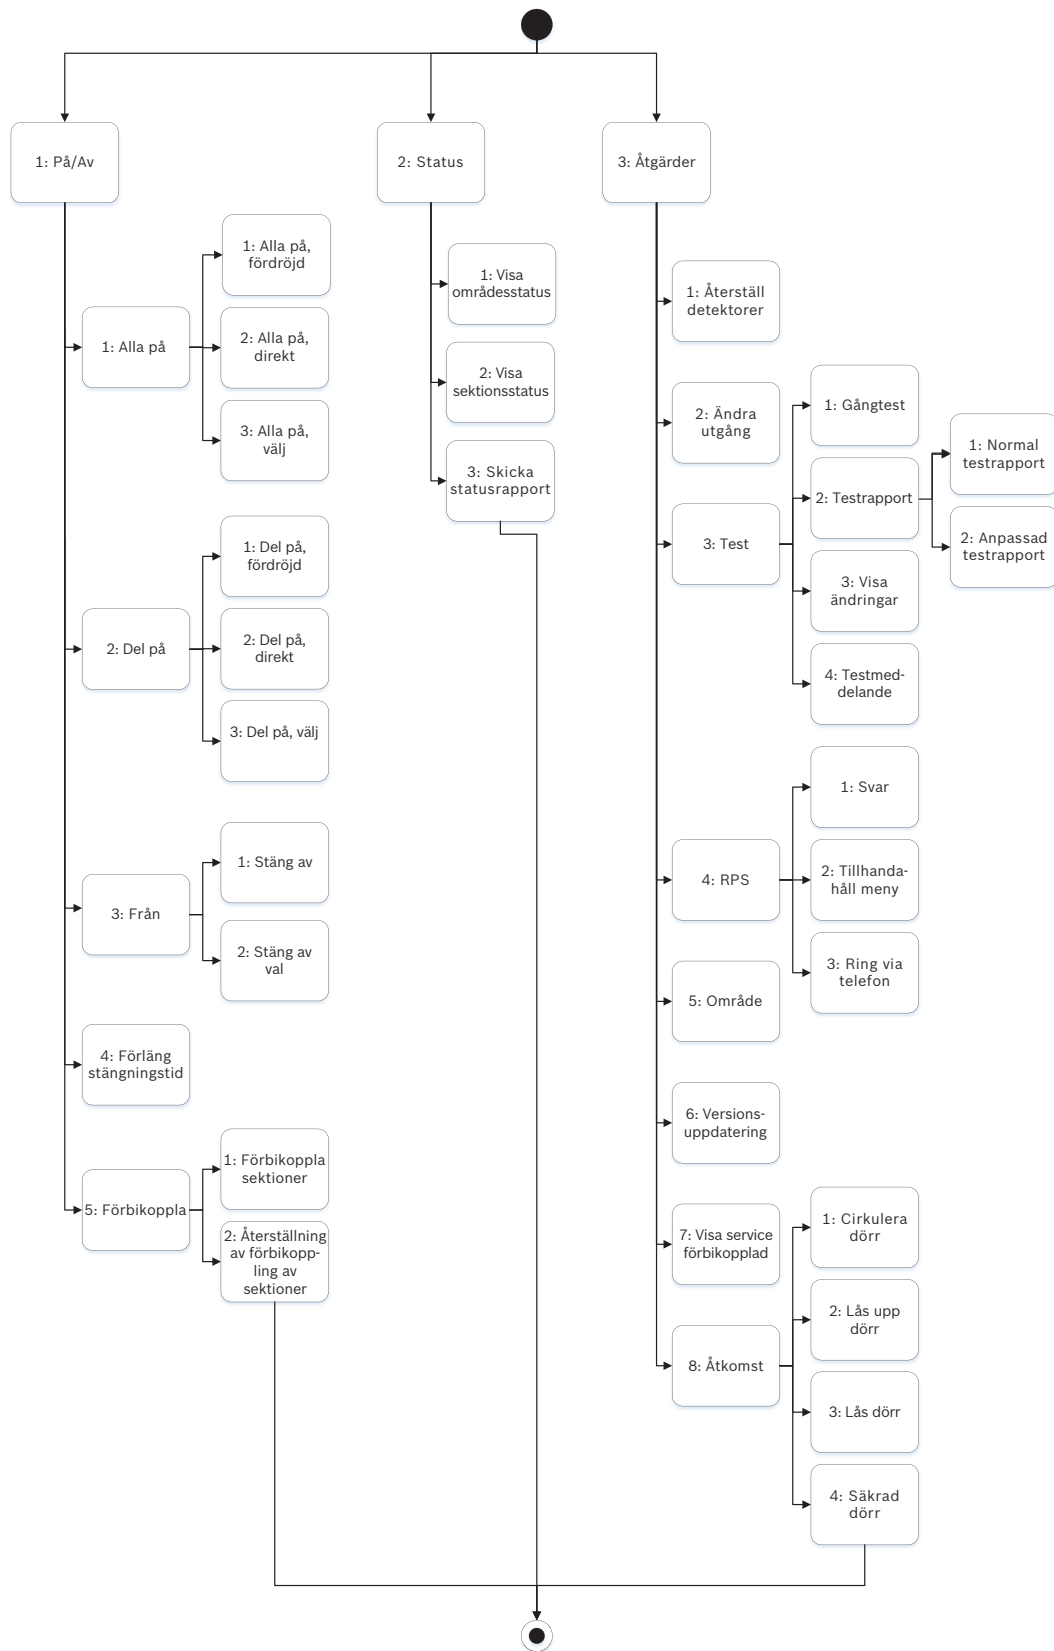 1: På/Av
1: Alla på
1: Alla på,
fördröjd
2: Alla på,
direkt
3: Alla på,
välj
2: Del på
1: Del på,
fördröjd
2: Del på,
direkt
3: Del på, välj
3: Från
1: Stäng av
2: Stäng av
val
4: Förläng
stängningstid
5: Förbikoppla
1: Förbikoppla
sektioner
2: Återställning
av förbikopp-
ling av
sektioner
2: Status
1: Visa
områdesstatus
2: Visa
sektionsstatus
3: Skicka
statusrapport
3: Åtgärder
1: Återställ
detektorer
2: Ändra
utgång
3: Test
1: Gångtest
2: Testrapport
1: Normal
testrapport
2: Anpassad
testrapport
3: Visa
ändringar
4: Testmed-
delande
4: RPS
1: Svar
2: Tillhanda-
håll meny
3: Ring via
telefon
5: Område
6: Versions-
uppdatering
7: Visa service
förbikopplad
8: Åtkomst
1: Cirkulera
dörr
2: Lås upp
dörr
3: Lås dörr
4: Säkrad
dörr